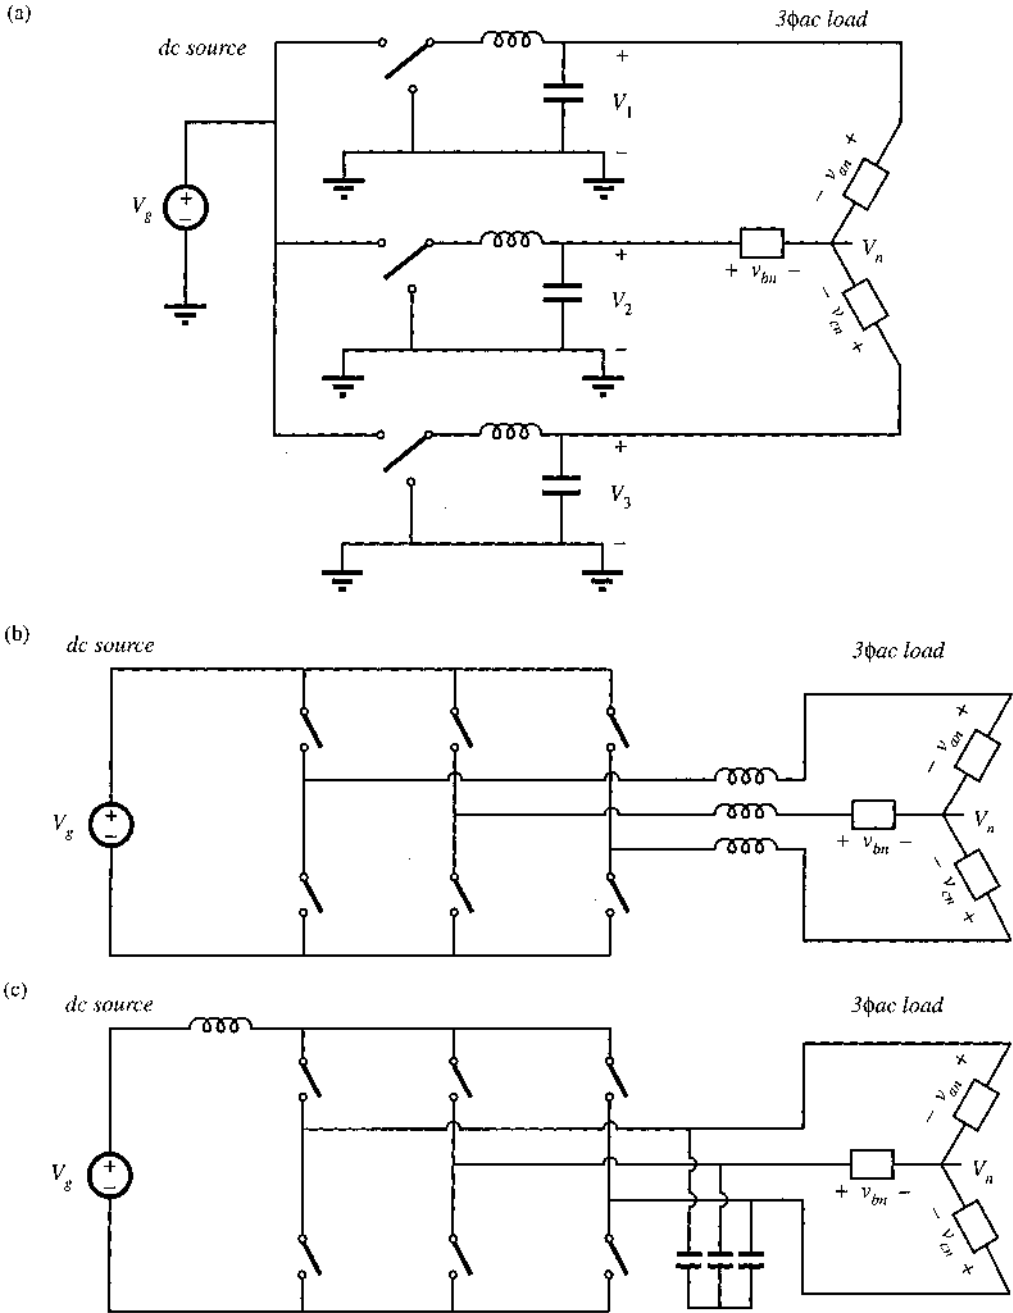 (a)
3ϕac load
dc source
+
V1
−
+ van −
Vg
+
−
Vn
+ vbn −
+
V2
−
− vcn +
+
V3
−
(b)
dc source
3ϕac load
+ van −
Vg
+
−
Vn
+ vbn −
− vcn +
(c)
dc source
3ϕac load
+ van −
Vg
+
−
Vn
+ vbn −
− vcn +